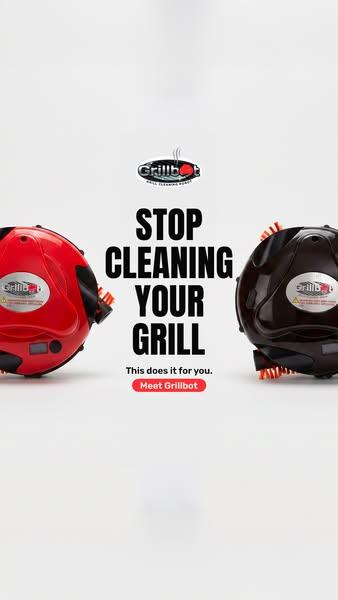 Grillbot
GRILL CLEANING ROBOT
STOP
CLEANING
YOUR
GRILL
Grillbot
Grillbot
This does it for you.
Meet Grillbot